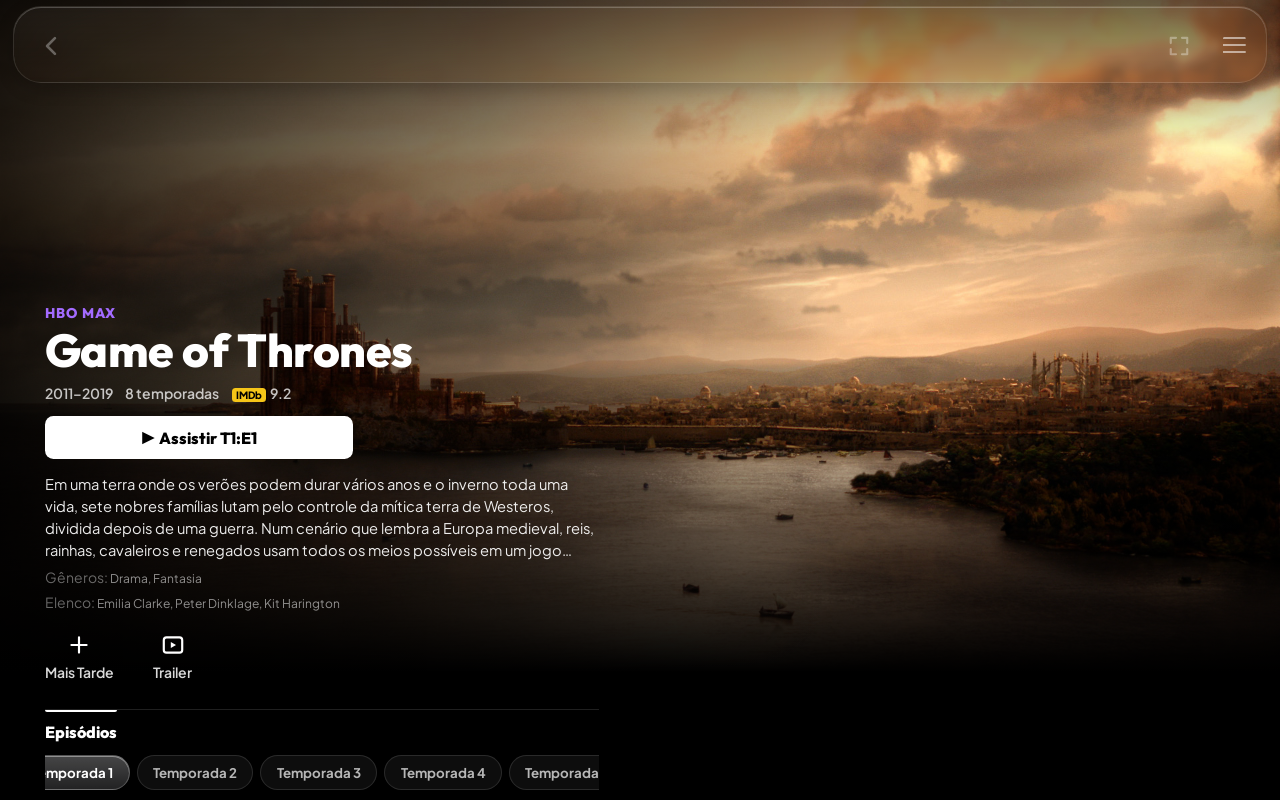 HBO MAX
Game of Thrones
2011–2019 8 temporadas IMDb 9.2
▶ Assistir T1:E1
Em uma terra onde os verões podem durar vários anos e o inverno toda uma
vida, sete nobres famílias lutam pelo controle da mítica terra de Westeros,
dividida depois de uma guerra. Num cenário que lembra a Europa medieval, reis,
rainhas, cavaleiros e renegados usam todos os meios possíveis em um jogo…
Gêneros: Drama, Fantasia
Elenco: Emilia Clarke, Peter Dinklage, Kit Harington
Mais Tarde Trailer
Episódios
emporada 1 Temporada 2 Temporada 3 Temporada 4 Temporada